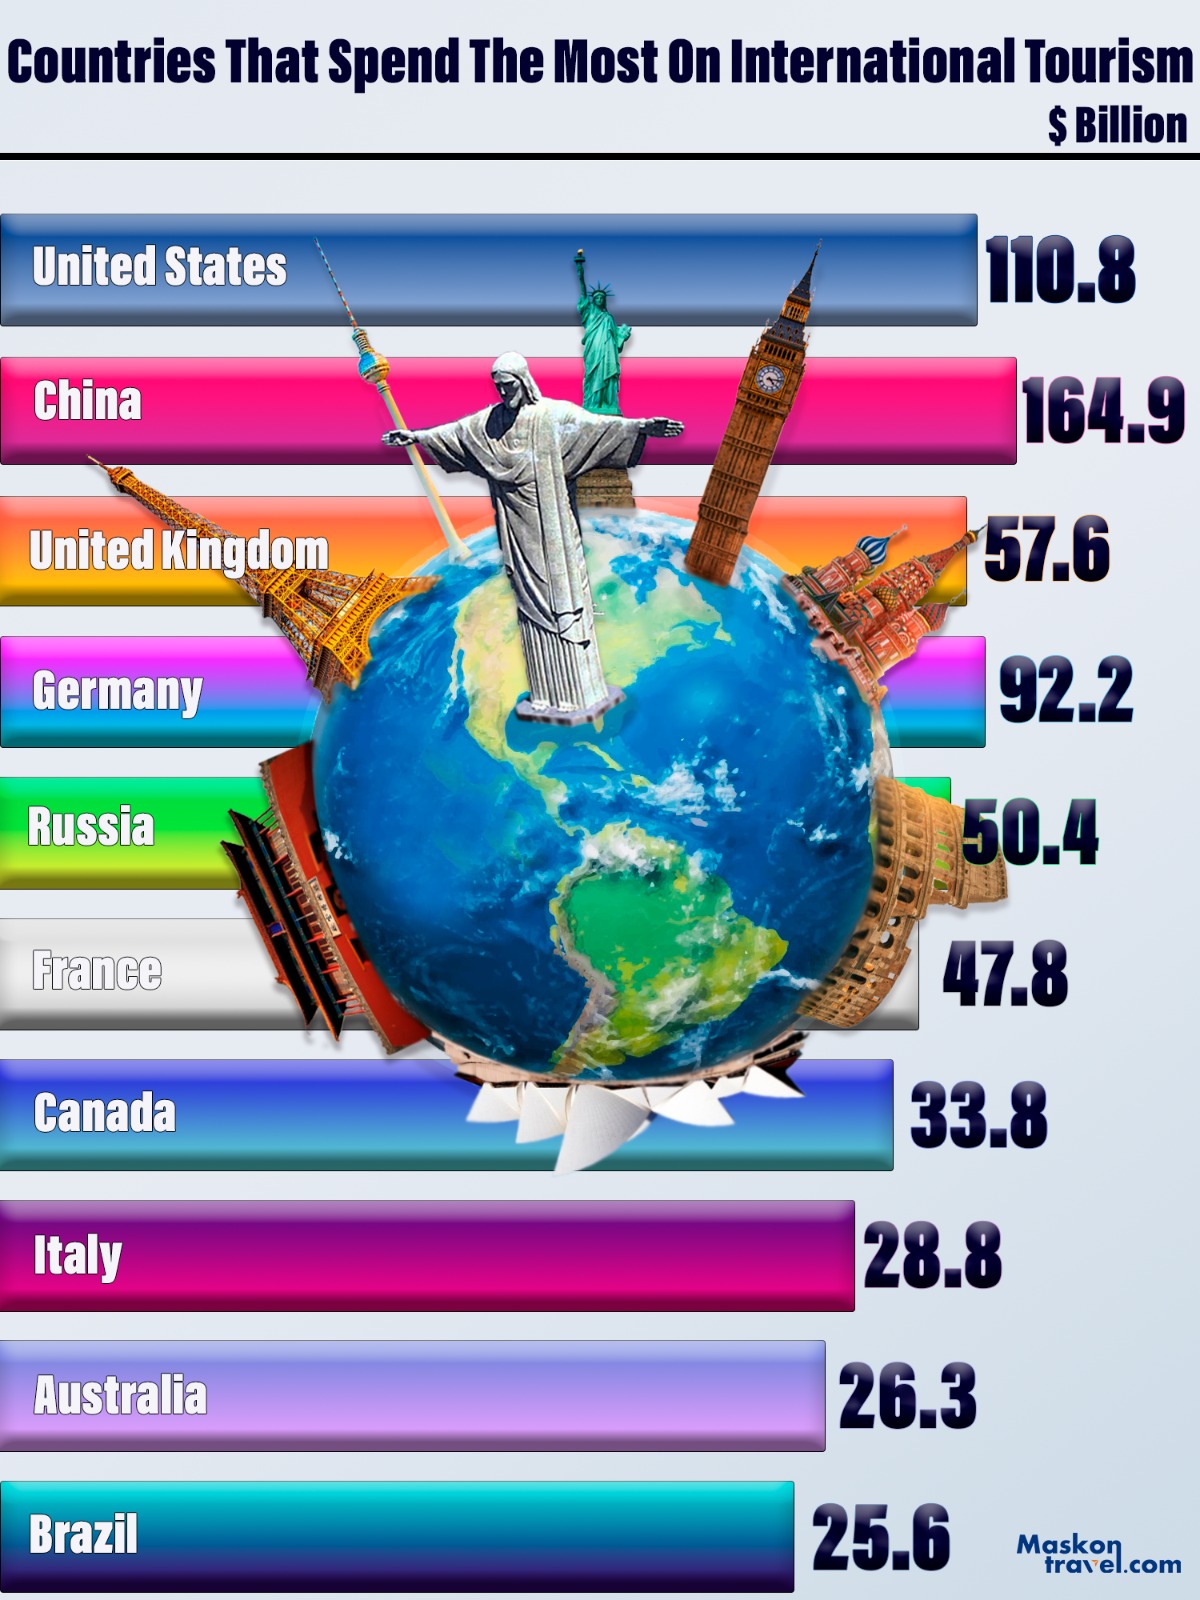 Countries That Spend The Most On International Tourism
$ Billion
United States 110.8
China 164.9
United Kingdom 57.6
Germany 92.2
Russia 50.4
France 47.8
Canada 33.8
Italy 28.8
Australia 26.3
Brazil 25.6
Maskon
travel.com